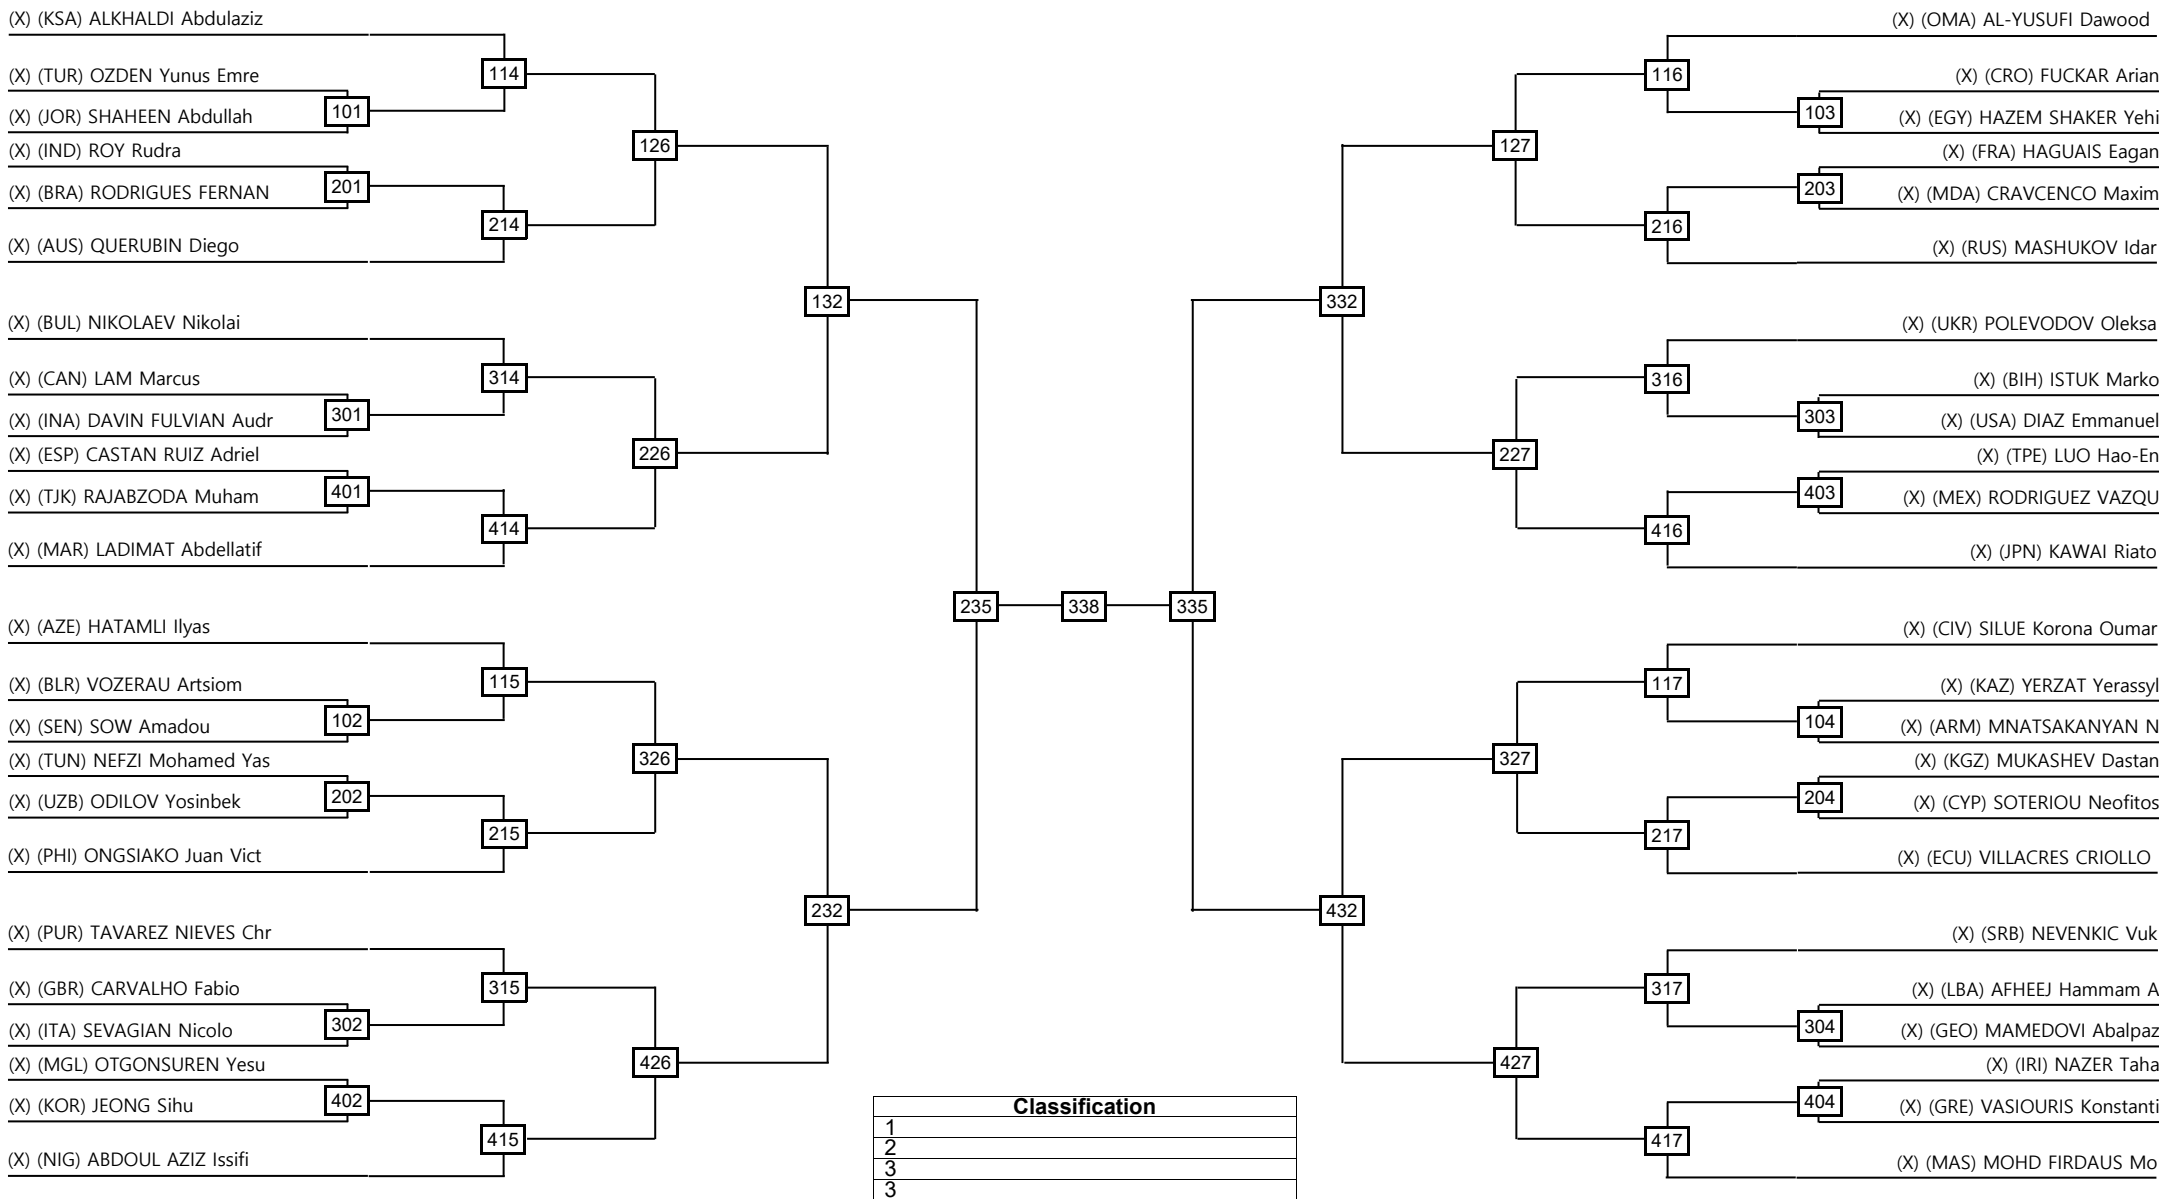 (X) (KSA) ALKHALDI Abdulaziz
114
(X) (TUR) OZDEN Yunus Emre
101
(X) (JOR) SHAHEEN Abdullah
126
(X) (IND) ROY Rudra
201
(X) (BRA) RODRIGUES FERNAN
214
(X) (AUS) QUERUBIN Diego
132
(X) (BUL) NIKOLAEV Nikolai
314
(X) (CAN) LAM Marcus
301
(X) (INA) DAVIN FULVIAN Audr
226
(X) (ESP) CASTAN RUIZ Adriel
401
(X) (TJK) RAJABZODA Muham
414
(X) (MAR) LADIMAT Abdellatif
235
338
335
(X) (AZE) HATAMLI Ilyas
115
(X) (BLR) VOZERAU Artsiom
102
(X) (SEN) SOW Amadou
326
(X) (TUN) NEFZI Mohamed Yas
202
(X) (UZB) ODILOV Yosinbek
215
(X) (PHI) ONGSIAKO Juan Vict
232
(X) (PUR) TAVAREZ NIEVES Chr
315
(X) (GBR) CARVALHO Fabio
302
(X) (ITA) SEVAGIAN Nicolo
426
(X) (MGL) OTGONSUREN Yesu
402
(X) (KOR) JEONG Sihu
415
(X) (NIG) ABDOUL AZIZ Issifi
(X) (OMA) AL-YUSUFI Dawood
116
(X) (CRO) FUCKAR Arian
103
(X) (EGY) HAZEM SHAKER Yehi
127
(X) (FRA) HAGUAIS Eagan
203
(X) (MDA) CRAVCENCO Maxim
216
(X) (RUS) MASHUKOV Idar
332
(X) (UKR) POLEVODOV Oleksa
316
(X) (BIH) ISTUK Marko
303
(X) (USA) DIAZ Emmanuel
227
(X) (TPE) LUO Hao-En
403
(X) (MEX) RODRIGUEZ VAZQU
416
(X) (JPN) KAWAI Riato
(X) (CIV) SILUE Korona Oumar
117
(X) (KAZ) YERZAT Yerassyl
104
(X) (ARM) MNATSAKANYAN N
327
(X) (KGZ) MUKASHEV Dastan
204
(X) (CYP) SOTERIOU Neofitos
217
(X) (ECU) VILLACRES CRIOLLO
432
(X) (SRB) NEVENKIC Vuk
317
(X) (LBA) AFHEEJ Hammam A
304
(X) (GEO) MAMEDOVI Abalpaz
427
(X) (IRI) NAZER Taha
404
(X) (GRE) VASIOURIS Konstanti
417
(X) (MAS) MOHD FIRDAUS Mo
Classification
1
2
3
3